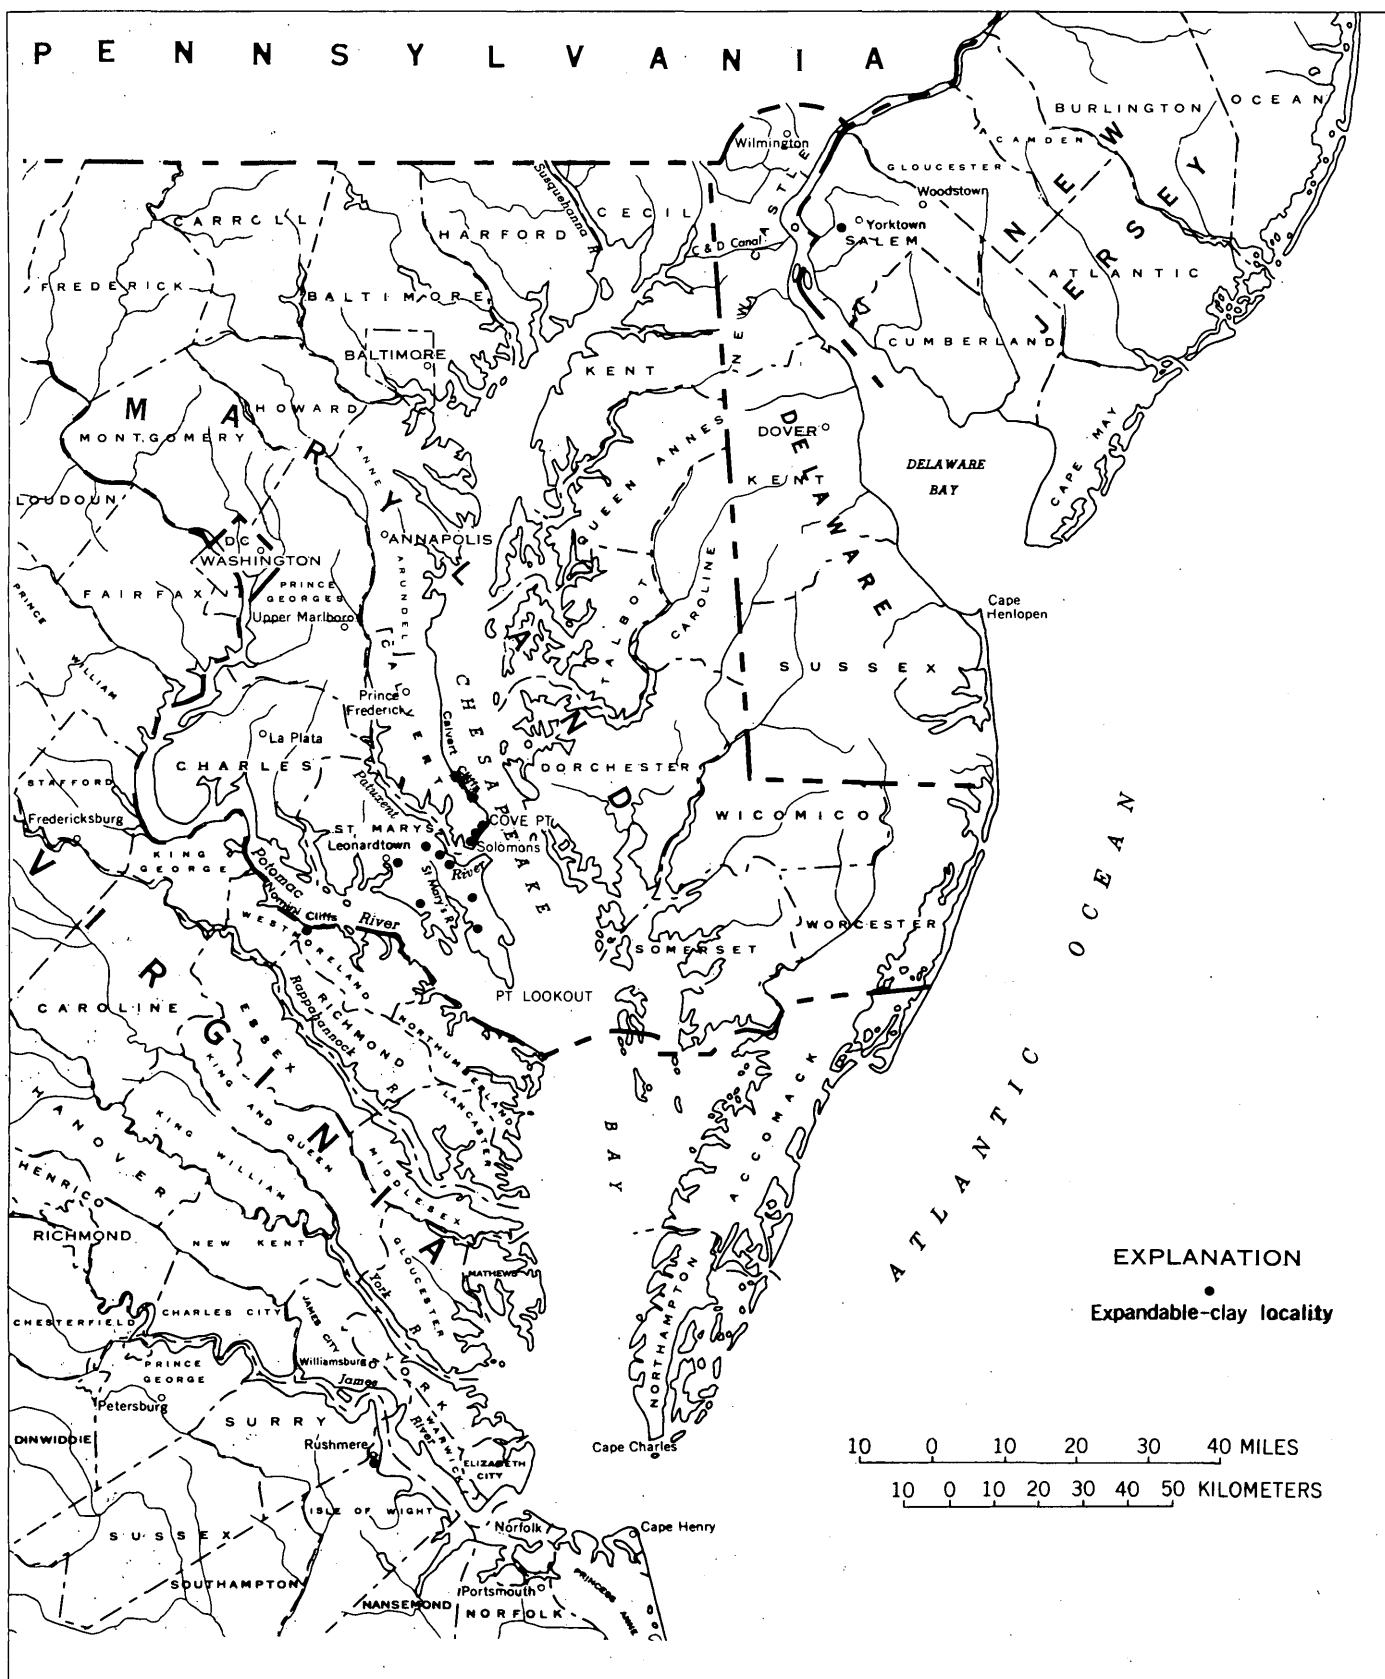 PENNSYLVANIA
BURLINGTON
OCEAN
Wilmington
CAMDEN
NEW JERSEY
GLOUCESTER
Woodstown
CARROLL
Susquehanna R
CECIL
HARFORD
NEW CASTLE
Yorktown
SALEM
C & D Canal
FREDERICK
BALTIMORE
ATLANTIC
CUMBERLAND
BALTIMORE
KENT
MARYLAND
HOWARD
MONTGOMERY
ANNE ARUNDEL
QUEEN ANNES
DOVER
DELAWARE
KENT
DELAWARE
BAY
CAPE MAY
LOUDOUN
ANNAPOLIS
DC
WASHINGTON
PRINCE
GEORGES
FAIRFAX
PRINCE WILLIAM
Upper Marlboro
TALBOT
CAROLINE
Cape
Henlopen
SUSSEX
CALVERT
Prince
Frederick
CHESAPEAKE
Calvert Cliffs
La Plata
CHARLES
Patuxent
River
DORCHESTER
STAFFORD
Fredericksburg
WICOMICO
COVE PT
Solomons
ST MARYS
Leonardtown
St Mary's R
KING
GEORGE
Potomac
River
Nomini Cliffs
WESTMORELAND
WORCESTER
SOMERSET
ATLANTIC OCEAN
PT LOOKOUT
VIRGINIA
CAROLINE
ESSEX
Rappahannock R
RICHMOND
NORTHUMBERLAND
LANCASTER
KING AND QUEEN
HANOVER
KING WILLIAM
MIDDLESEX
BAY
ACCOMACK
HENRICO
RICHMOND
NEW KENT
GLOUCESTER
MATHEWS
York R
NORTHAMPTON
EXPLANATION
Expandable-clay locality
CHESTERFIELD
CHARLES CITY
JAMES CITY
Williamsburg
YORK
PRINCE
GEORGE
James
River
Petersburg
WARWICK
SURRY
DINWIDDIE
Rushmere
ELIZABETH
CITY
Cape Charles
10 0 10 20 30 40 MILES
10 0 10 20 30 40 50 KILOMETERS
ISLE OF WIGHT
SUSSEX
Norfolk
Cape Henry
SOUTHAMPTON
Portsmouth
NANSEMOND
NORFOLK
PRINCESS ANNE